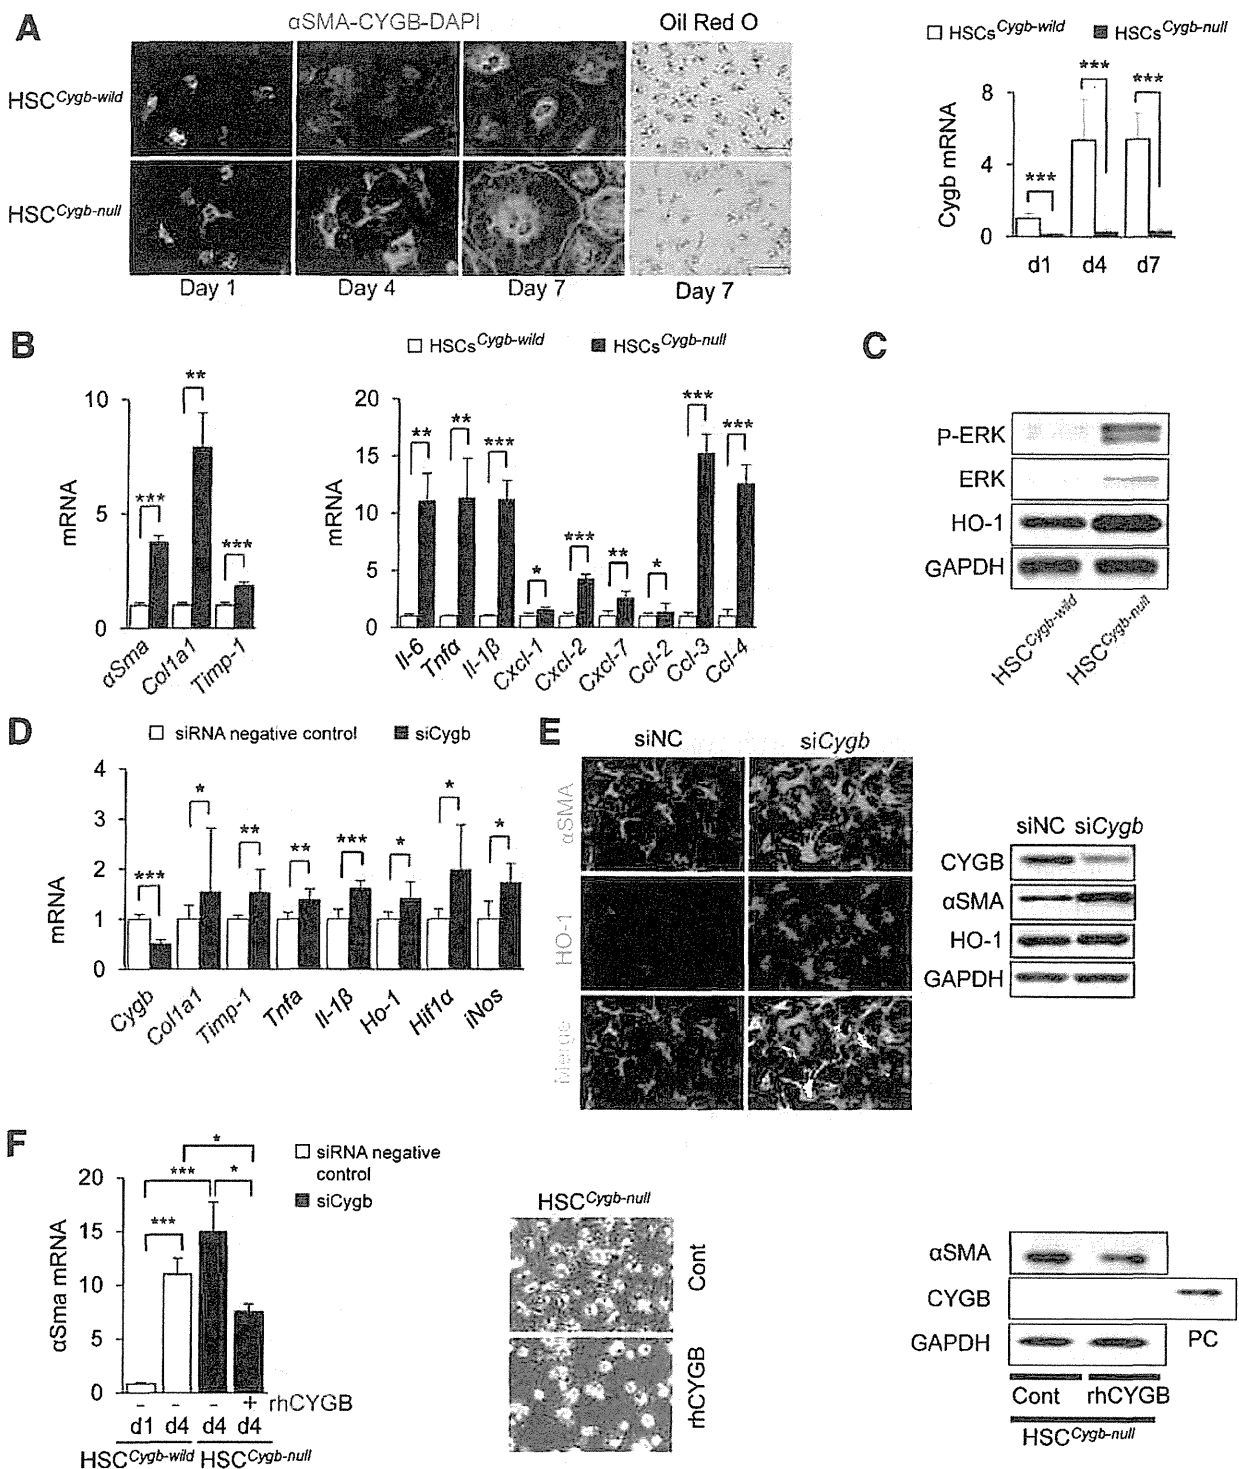 A
αSMA-CYGB-DAPI
Oil Red O
HSC Cygb-wild
HSC Cygb-null
Day 1
Day 4
Day 7
Day 7
HSCs Cygb-wild
HSCs Cygb-null
Cygb mRNA
8
4
0
***
***
***
d1
d4
d7
B
HSCs Cygb-wild
HSCs Cygb-null
mRNA
10
5
0
***
**
***
αSma
Col1a1
Timp-1
mRNA
20
15
10
5
0
**
**
***
*
***
**
*
***
***
Il-6
Tnfα
Il-1β
Cxcl-1
Cxcl-2
Cxcl-7
Ccl-2
Ccl-3
Ccl-4
C
P-ERK
ERK
HO-1
GAPDH
HSC Cygb-wild
HSC Cygb-null
D
siRNA negative control
siCygb
mRNA
4
3
2
1
0
***
*
**
**
***
*
*
*
Cygb
Col1a1
Timp-1
Tnfa
Il-1β
Ho-1
Hif1α
iNos
E
siNC
siCygb
αSMA
HO-1
Merge
siNC siCygb
CYGB
αSMA
HO-1
GAPDH
F
siRNA negative
control
siCygb
αSma mRNA
20
15
10
5
0
*
***
*
***
- - - + rhCYGB
d1 d4 d4 d4
HSC Cygb-wild HSC Cygb-null
HSC Cygb-null
Cont
rhCYGB
αSMA
CYGB
GAPDH
PC
Cont rhCYGB
HSC Cygb-null